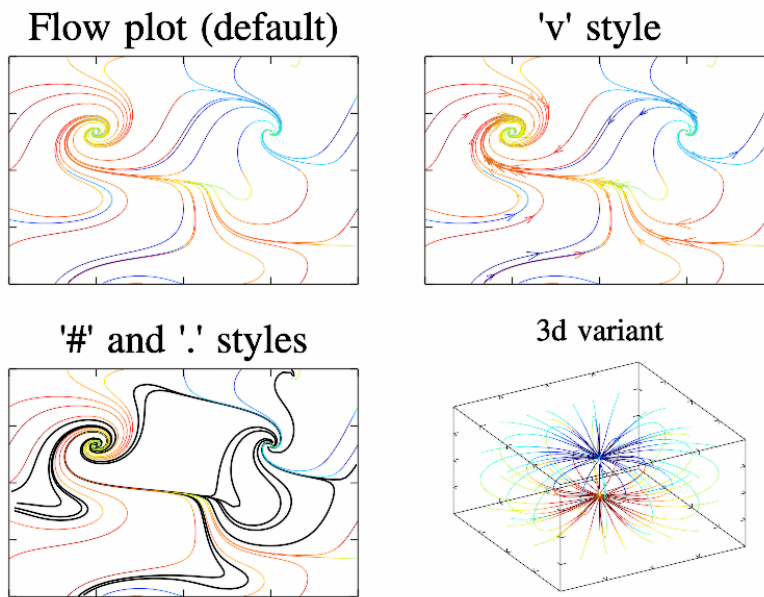 Flow plot (default)
'v' style
'#' and '.' styles
3d variant